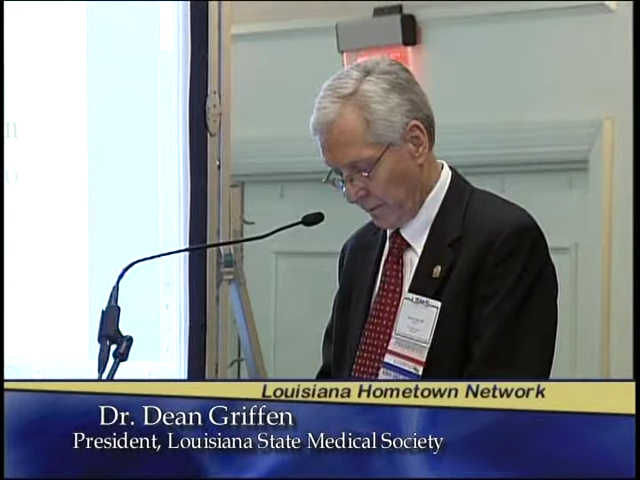 Louisiana Hometown Network
Dr. Dean Griffen
President, Louisiana State Medical Society